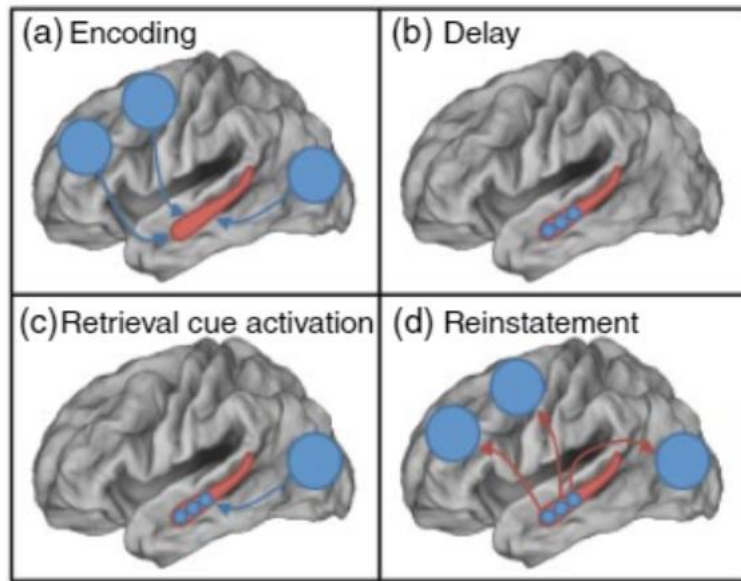 (a) Encoding
(b) Delay
(c) Retrieval cue activation
(d) Reinstatement